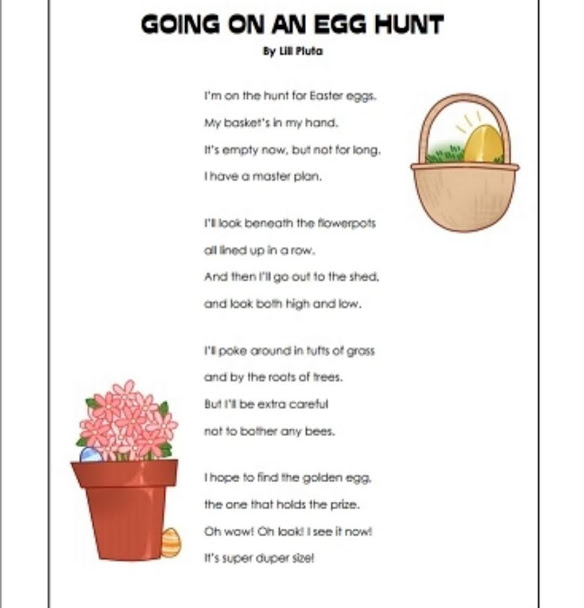 GOING ON AN EGG HUNT
By Lill Pluta
I'm on the hunt for Easter eggs.
My basket's in my hand.
It's empty now, but not for long.
I have a master plan.
I'll look beneath the flowerpots
all lined up in a row.
And then I'll go out to the shed,
and look both high and low.
I'll poke around in tufts of grass
and by the roots of trees.
But I'll be extra careful
not to bother any bees.
I hope to find the golden egg,
the one that holds the prize.
Oh wow! Oh look! I see it now!
It's super duper size!